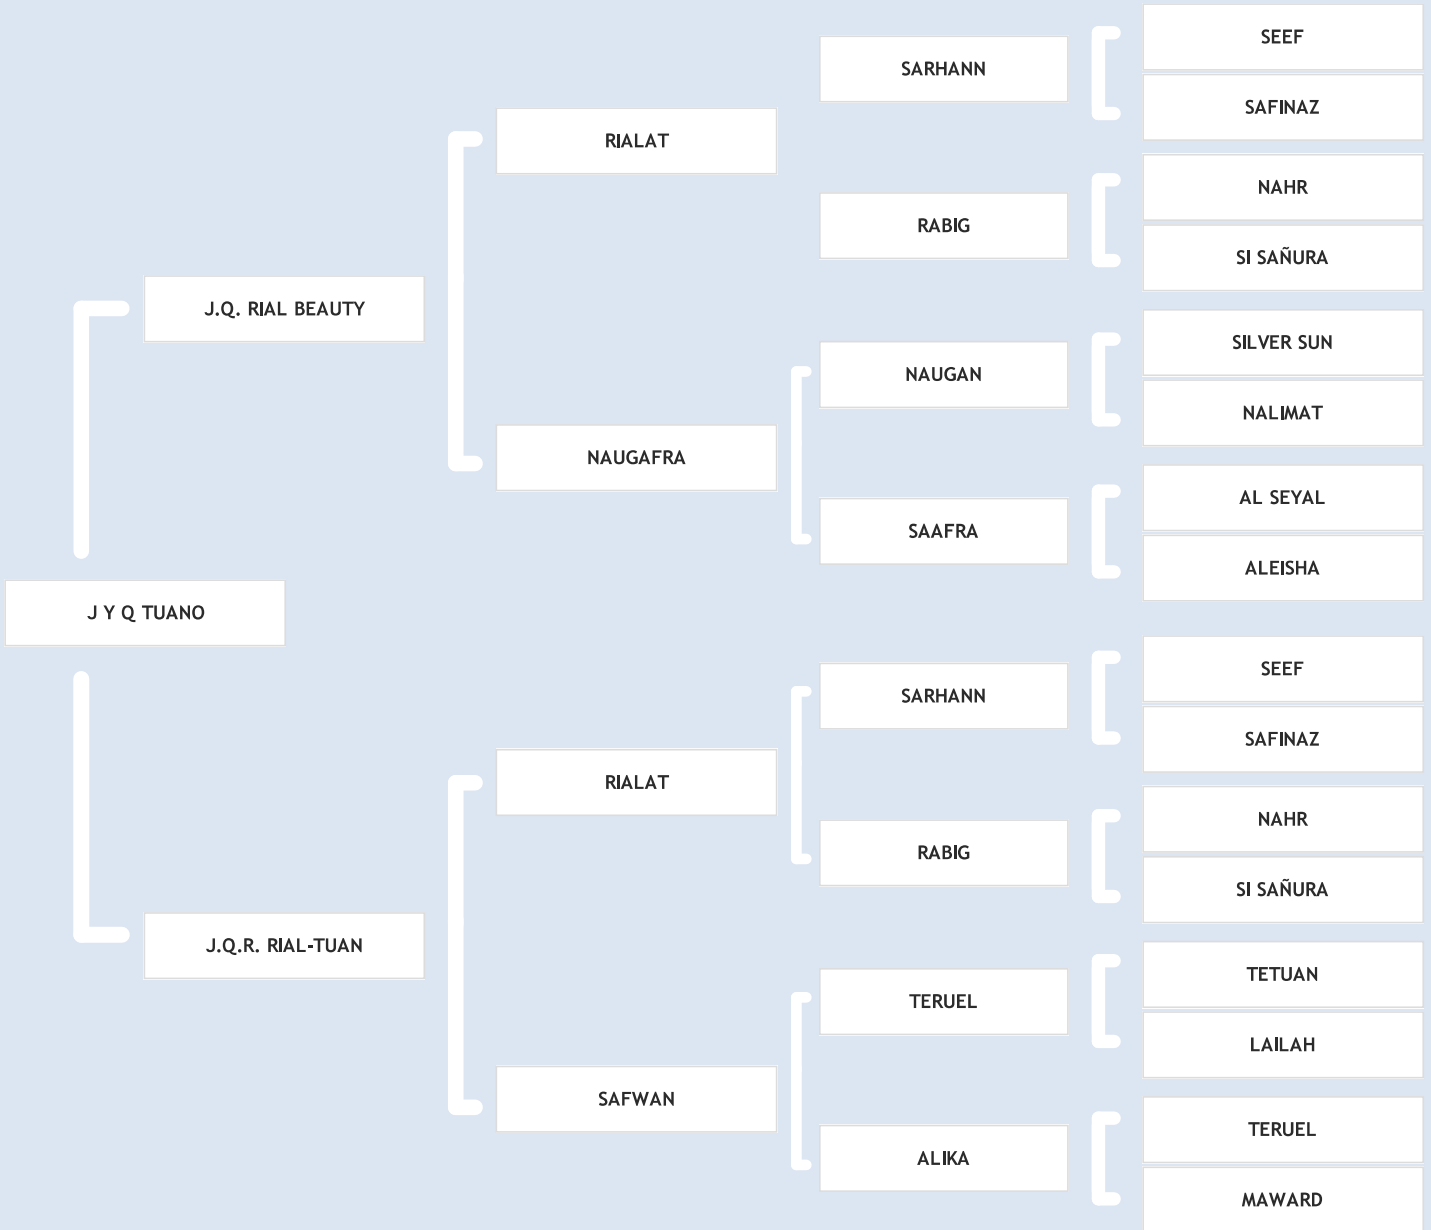 SEEF
SARHANN
SAFINAZ
RIALAT
NAHR
RABIG
SI SAÑURA
J.Q. RIAL BEAUTY
SILVER SUN
NAUGAN
NALIMAT
NAUGAFRA
AL SEYAL
SAAFRA
ALEISHA
J Y Q TUANO
SEEF
SARHANN
SAFINAZ
RIALAT
NAHR
RABIG
SI SAÑURA
J.Q.R. RIAL-TUAN
TETUAN
TERUEL
LAILAH
SAFWAN
TERUEL
ALIKA
MAWARD